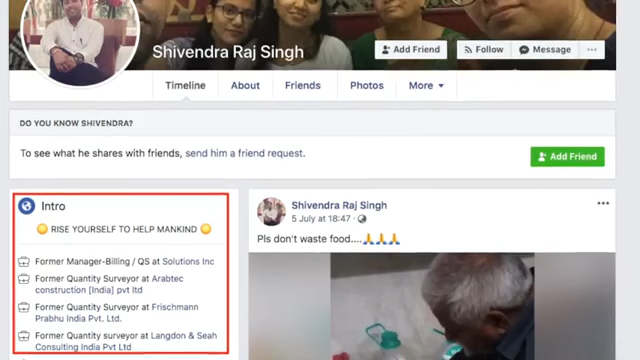 Shivendra Raj Singh
Add Friend
Follow
Message
Timeline
About
Friends
Photos
More
DO YOU KNOW SHIVENDRA?
To see what he shares with friends, send him a friend request.
Add Friend
Intro
RISE YOURSELF TO HELP MANKIND
Former Manager-Billing / QS at Solutions Inc
Former Quantity Surveyor at Arabtec
construction [India] pvt ltd
Former Quantity Surveyor at Frischmann
Prabhu India Pvt. Ltd.
Former Quantity surveyor at Langdon & Seah
Consulting India Pvt Ltd
Shivendra Raj Singh
5 July at 18:47 ·
Pls don't waste food....🙏🙏🙏